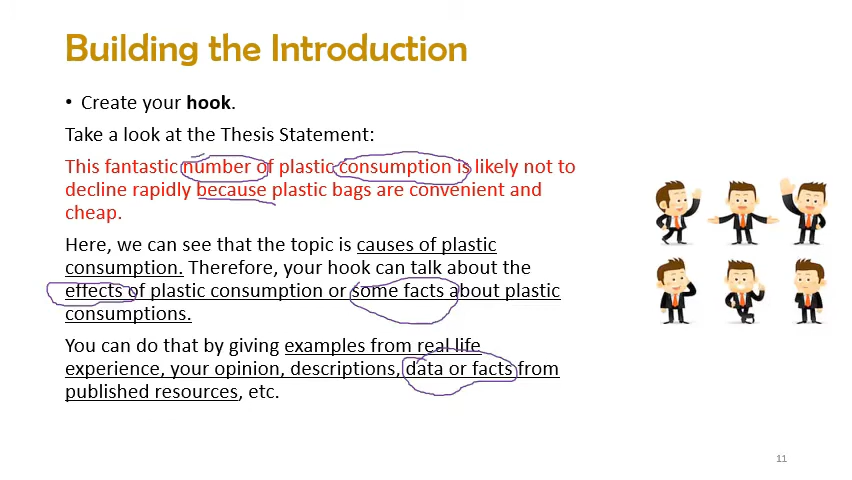 Building the Introduction
• Create your hook.
Take a look at the Thesis Statement:
This fantastic number of plastic consumption is likely not to
decline rapidly because plastic bags are convenient and
cheap.
Here, we can see that the topic is causes of plastic
consumption. Therefore, your hook can talk about the
effects of plastic consumption or some facts about plastic
consumptions.
You can do that by giving examples from real life
experience, your opinion, descriptions, data or facts from
published resources, etc.
11